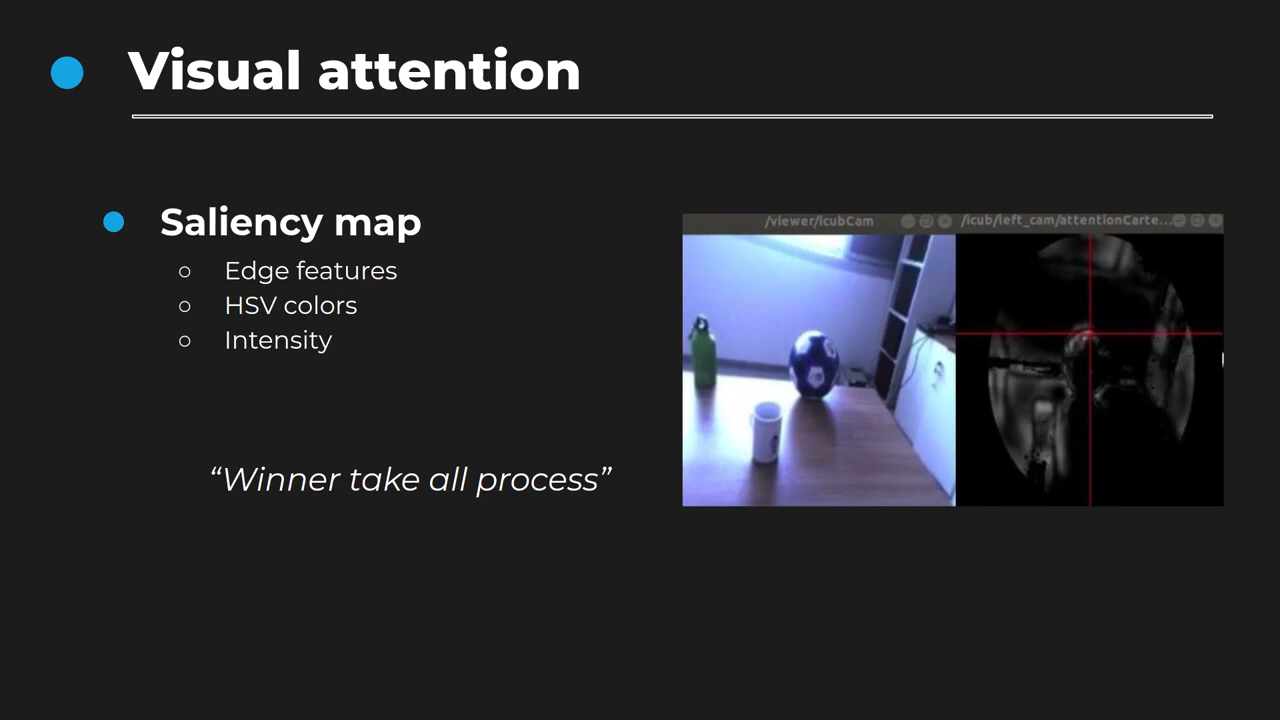 Visual attention
Saliency map
Edge features
HSV colors
Intensity
“Winner take all process”
/viewer/icubCam
/icub/left_cam/attentionCarte...